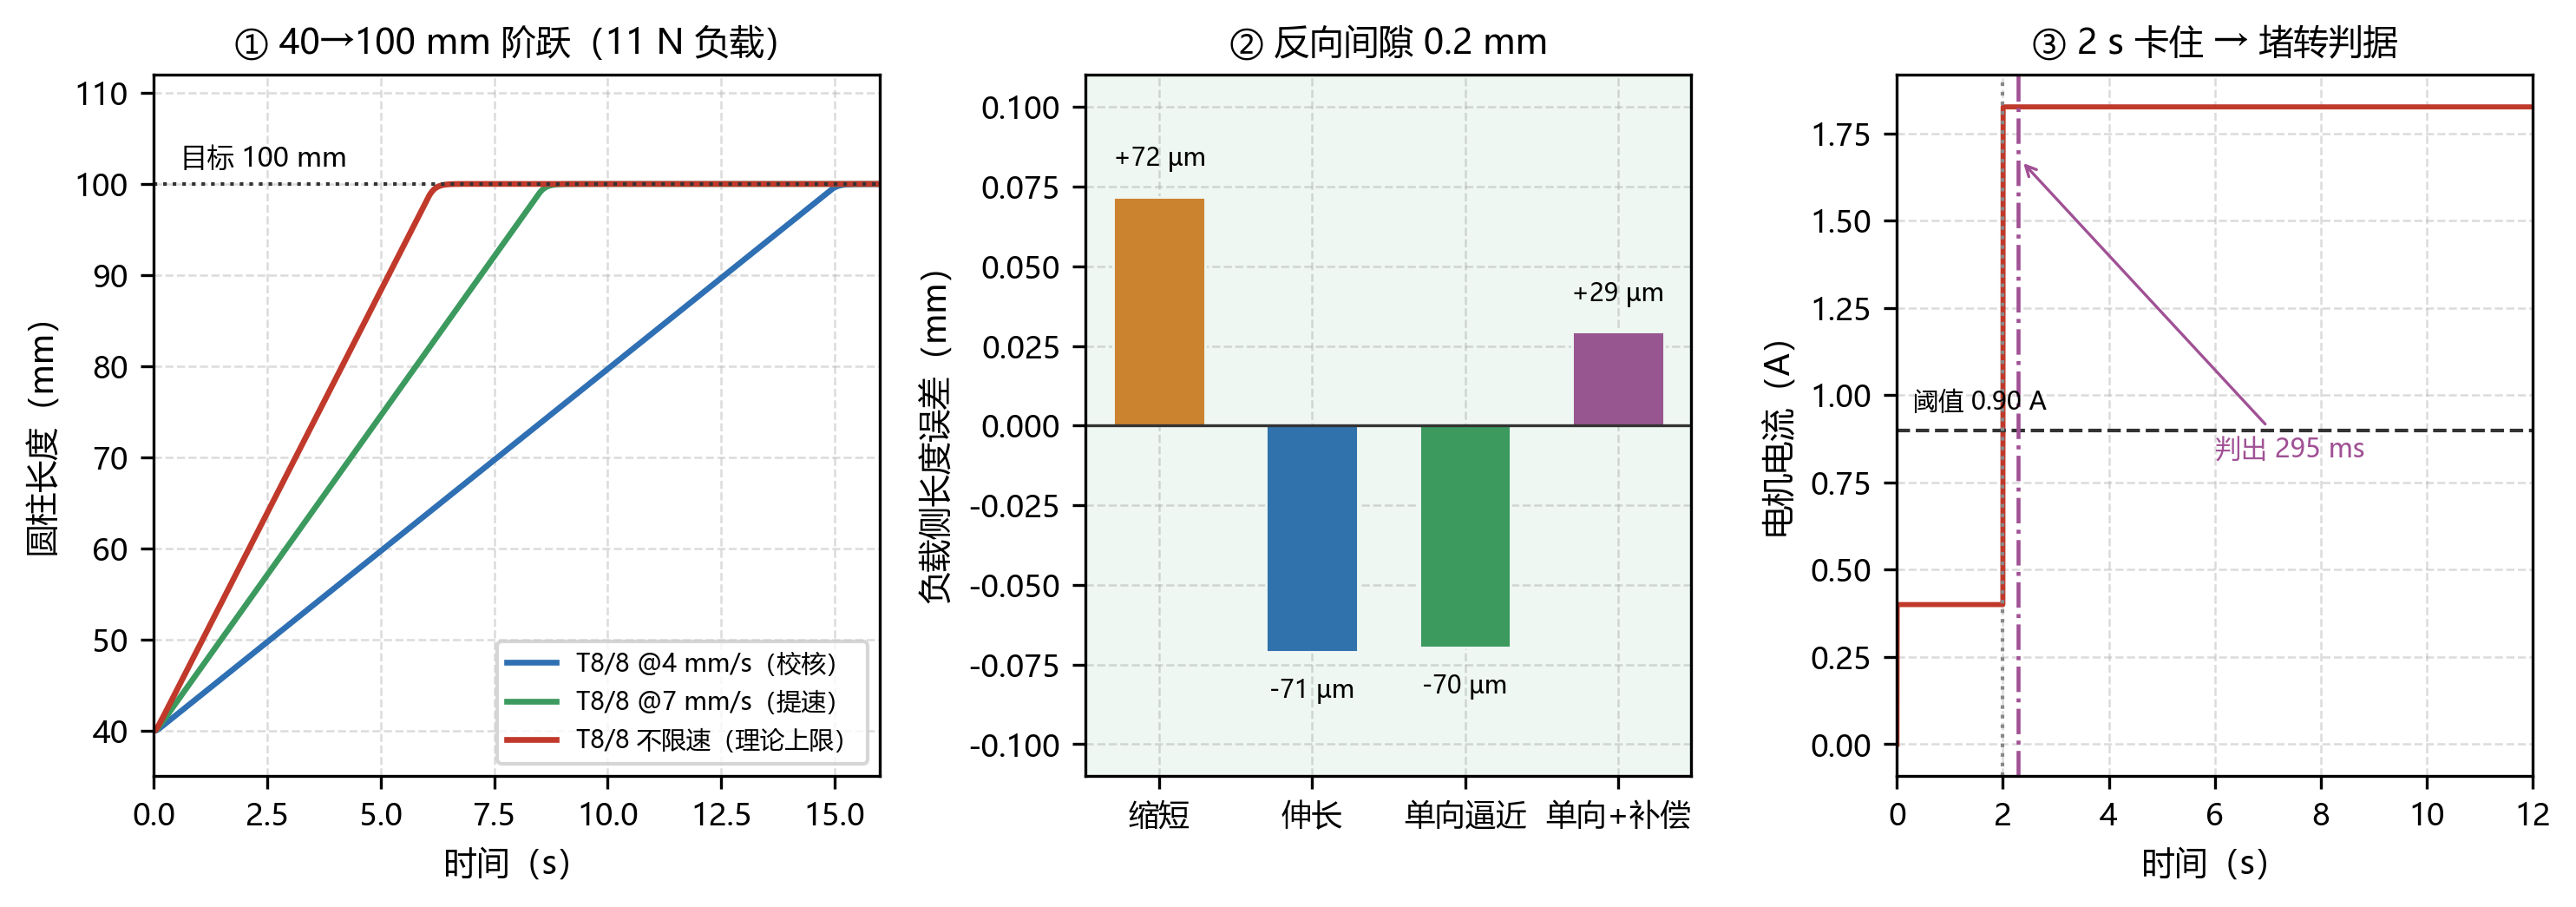 ① 40→100 mm 阶跃（11 N 负载）
圆柱长度（mm）
110
100
90
80
70
60
50
40
目标 100 mm
T8/8 @4 mm/s（校核）
T8/8 @7 mm/s（提速）
T8/8 不限速（理论上限）
0.0 2.5 5.0 7.5 10.0 12.5 15.0
时间（s）
② 反向间隙 0.2 mm
负载侧长度误差（mm）
0.100
0.075
0.050
0.025
0.000
-0.025
-0.050
-0.075
-0.100
+72 μm
-71 μm
-70 μm
+29 μm
缩短 伸长 单向逼近 单向+补偿
③ 2 s 卡住 → 堵转判据
电机电流（A）
1.75
1.50
1.25
1.00
0.75
0.50
0.25
0.00
阈值 0.90 A
判出 295 ms
0 2 4 6 8 10 12
时间（s）